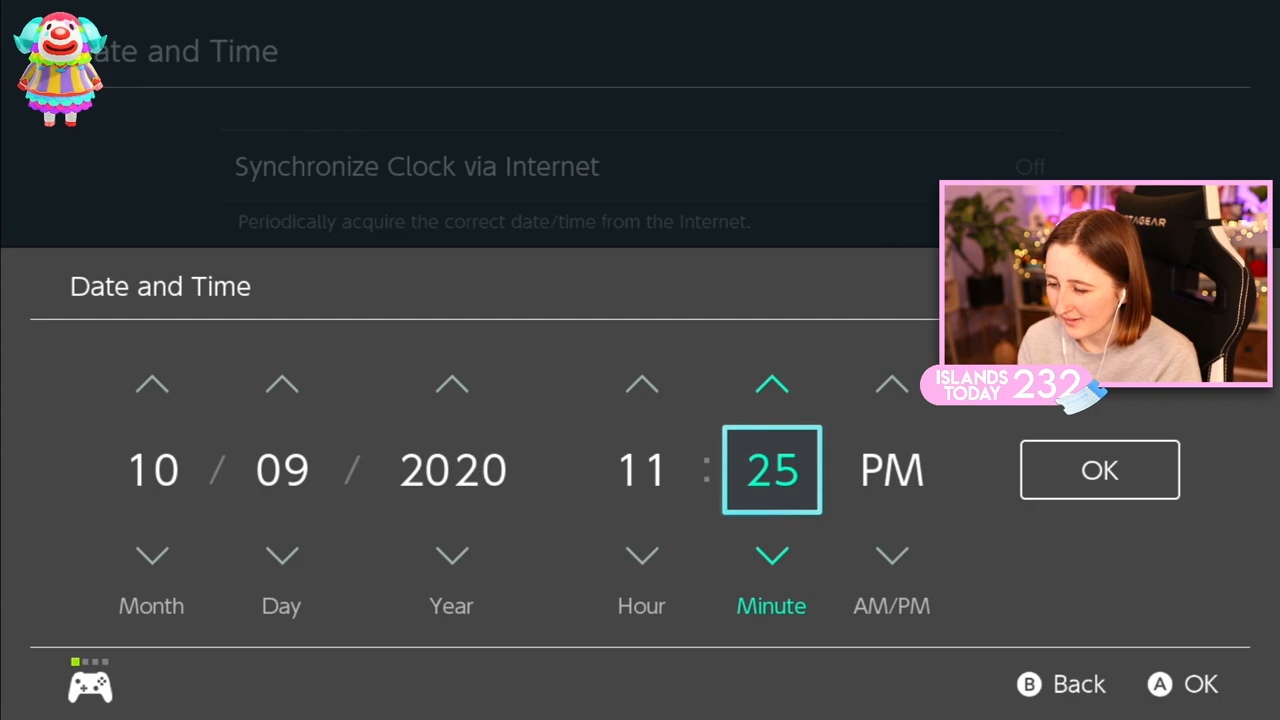 Date and Time
Synchronize Clock via Internet Off
Periodically acquire the correct date/time from the Internet.
Date and Time
ISLANDS TODAY 232
10 / 09 / 2020 11 : 25 PM OK
Month Day Year Hour Minute AM/PM
B Back A OK